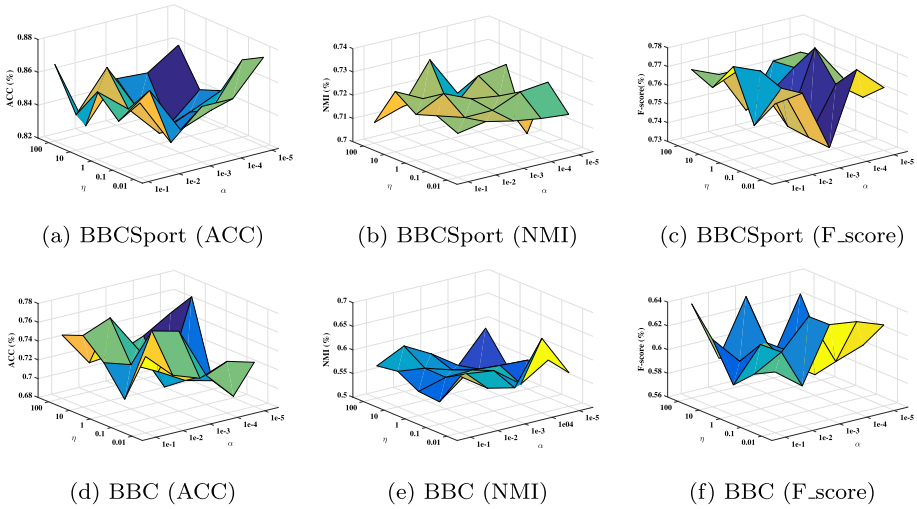 0.88
0.86
0.84
0.82
ACC (%)
100
10
1
0.1
0.01
η
1e-1
1e-2
1e-3
1e-4
1e-5
α
(a) BBCSport (ACC)
0.74
0.73
0.72
0.71
0.7
NMI (%)
100
10
1
0.1
0.01
η
1e-1
1e-2
1e-3
1e-4
1e-5
α
(b) BBCSport (NMI)
0.78
0.77
0.76
0.75
0.74
0.73
F-score(%)
100
10
1
0.1
0.01
η
1e-1
1e-2
1e-3
1e-4
1e-5
α
(c) BBCSport (F_score)
0.78
0.76
0.74
0.72
0.7
0.68
ACC (%)
100
10
1
0.1
0.01
η
1e-1
1e-2
1e-3
1e-4
1e-5
α
(d) BBC (ACC)
0.7
0.65
0.6
0.55
0.5
NMI (%)
100
10
1
0.1
0.01
η
1e-1
1e-2
1e-3
1e04
1e-5
α
(e) BBC (NMI)
0.64
0.62
0.6
0.58
0.56
F-score (%)
100
10
1
0.1
0.01
η
1e-1
1e-2
1e-3
1e-4
1e-5
α
(f) BBC (F_score)